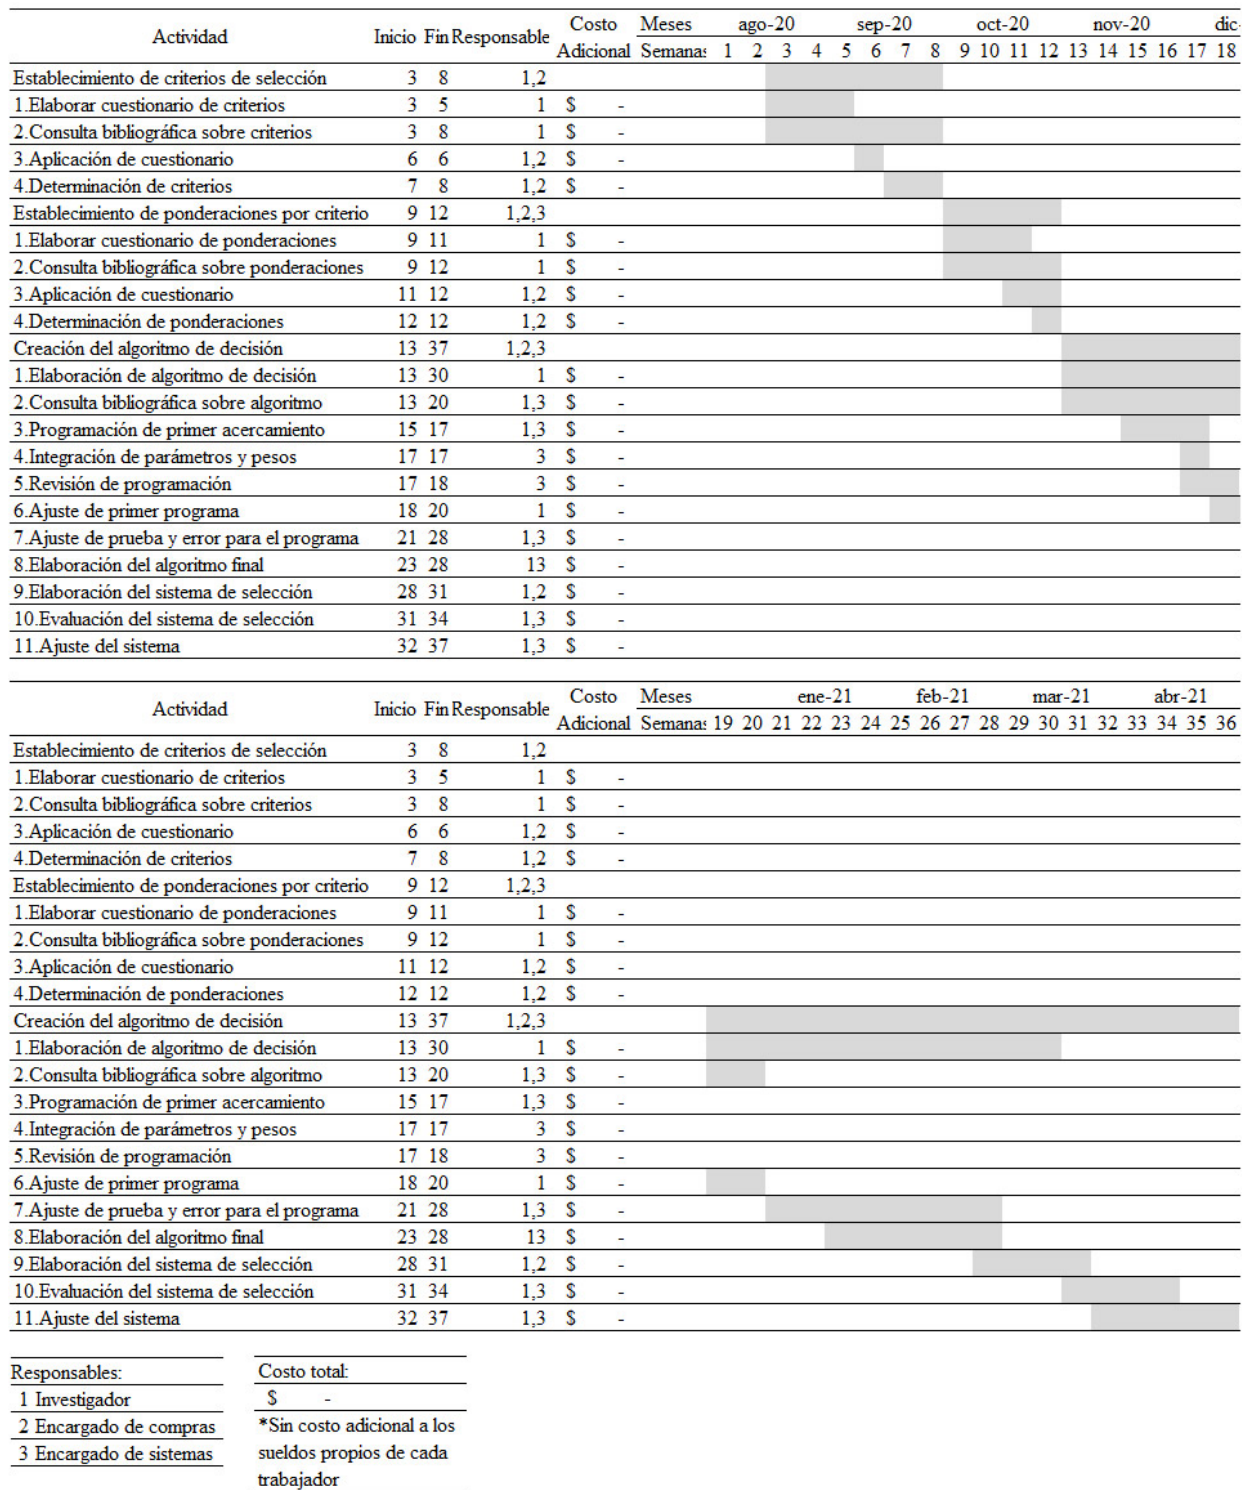 Actividad Inicio Fin Responsable Costo Adicional Meses ago-20 sep-20 oct-20 nov-20 dic-
Semanas 1 2 3 4 5 6 7 8 9 10 11 12 13 14 15 16 17 18
Establecimiento de criterios de selección 3 8 1,2
1.Elaborar cuestionario de criterios 3 5 1 $ -
2.Consulta bibliográfica sobre criterios 3 8 1 $ -
3.Aplicación de cuestionario 6 6 1,2 $ -
4.Determinación de criterios 7 8 1,2 $ -
Establecimiento de ponderaciones por criterio 9 12 1,2,3
1.Elaborar cuestionario de ponderaciones 9 11 1 $ -
2.Consulta bibliográfica sobre ponderaciones 9 12 1 $ -
3.Aplicación de cuestionario 11 12 1,2 $ -
4.Determinación de ponderaciones 12 12 1,2 $ -
Creación del algoritmo de decisión 13 37 1,2,3
1.Elaboración de algoritmo de decisión 13 30 1 $ -
2.Consulta bibliográfica sobre algoritmo 13 20 1,3 $ -
3.Programación de primer acercamiento 15 17 1,3 $ -
4.Integración de parámetros y pesos 17 17 3 $ -
5.Revisión de programación 17 18 3 $ -
6.Ajuste de primer programa 18 20 1 $ -
7.Ajuste de prueba y error para el programa 21 28 1,3 $ -
8.Elaboración del algoritmo final 23 28 13 $ -
9.Elaboración del sistema de selección 28 31 1,2 $ -
10.Evaluación del sistema de selección 31 34 1,3 $ -
11.Ajuste del sistema 32 37 1,3 $ -
Actividad Inicio Fin Responsable Costo Adicional Meses ene-21 feb-21 mar-21 abr-21
Semanas 19 20 21 22 23 24 25 26 27 28 29 30 31 32 33 34 35 36
Establecimiento de criterios de selección 3 8 1,2
1.Elaborar cuestionario de criterios 3 5 1 $ -
2.Consulta bibliográfica sobre criterios 3 8 1 $ -
3.Aplicación de cuestionario 6 6 1,2 $ -
4.Determinación de criterios 7 8 1,2 $ -
Establecimiento de ponderaciones por criterio 9 12 1,2,3
1.Elaborar cuestionario de ponderaciones 9 11 1 $ -
2.Consulta bibliográfica sobre ponderaciones 9 12 1 $ -
3.Aplicación de cuestionario 11 12 1,2 $ -
4.Determinación de ponderaciones 12 12 1,2 $ -
Creación del algoritmo de decisión 13 37 1,2,3
1.Elaboración de algoritmo de decisión 13 30 1 $ -
2.Consulta bibliográfica sobre algoritmo 13 20 1,3 $ -
3.Programación de primer acercamiento 15 17 1,3 $ -
4.Integración de parámetros y pesos 17 17 3 $ -
5.Revisión de programación 17 18 3 $ -
6.Ajuste de primer programa 18 20 1 $ -
7.Ajuste de prueba y error para el programa 21 28 1,3 $ -
8.Elaboración del algoritmo final 23 28 13 $ -
9.Elaboración del sistema de selección 28 31 1,2 $ -
10.Evaluación del sistema de selección 31 34 1,3 $ -
11.Ajuste del sistema 32 37 1,3 $ -
Responsables:
1 Investigador
2 Encargado de compras
3 Encargado de sistemas
Costo total:
$ -
*Sin costo adicional a los
sueldos propios de cada
trabajador